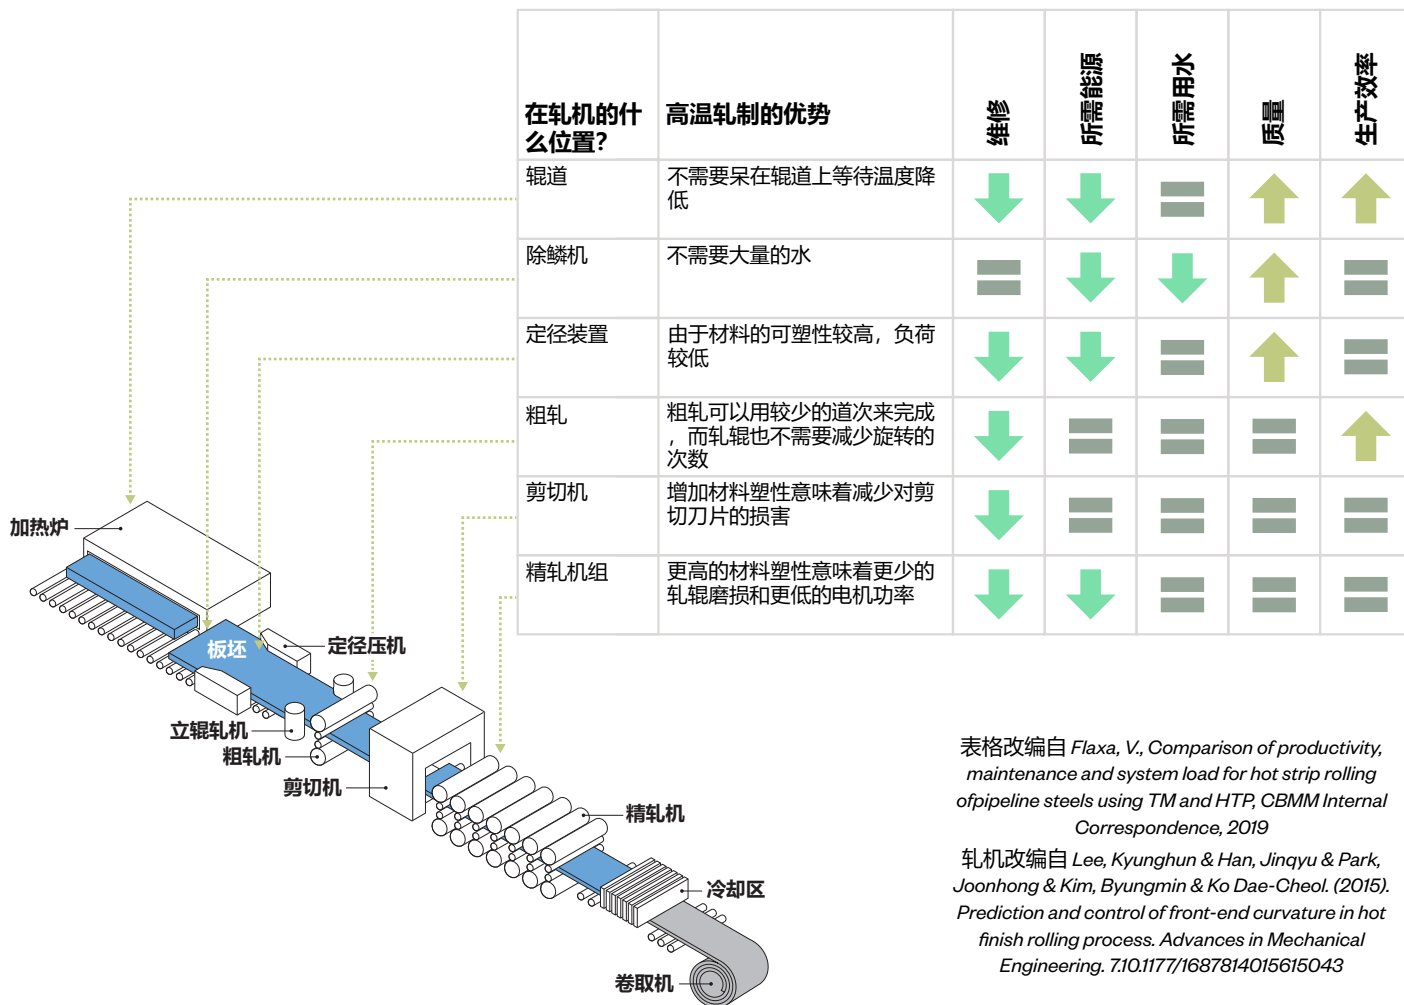 在轧机的什
么位置？
高温轧制的优势
维修
所需能源
所需用水
质量
生产效率
辊道
不需要呆在辊道上等待温度降
低
除鳞机
不需要大量的水
定径装置
由于材料的可塑性较高，负荷
较低
粗轧
粗轧可以用较少的道次来完成
，而轧辊也不需要减少旋转的
次数
剪切机
增加材料塑性意味着减少对剪
切刀片的损害
精轧机组
更高的材料塑性意味着更少的
轧辊磨损和更低的电机功率
加热炉
板坯
定径压机
立辊轧机
粗轧机
剪切机
精轧机
冷却区
卷取机
表格改编自 Flaxa, V., Comparison of productivity,
maintenance and system load for hot strip rolling
ofpipeline steels using TM and HTP, CBMM Internal
Correspondence, 2019
轧机改编自 Lee, Kyunghun & Han, Jinqyu & Park,
Joonhong & Kim, Byungmin & Ko Dae-Cheol. (2015).
Prediction and control of front-end curvature in hot
finish rolling process. Advances in Mechanical
Engineering. 7.10.1177/1687814015615043